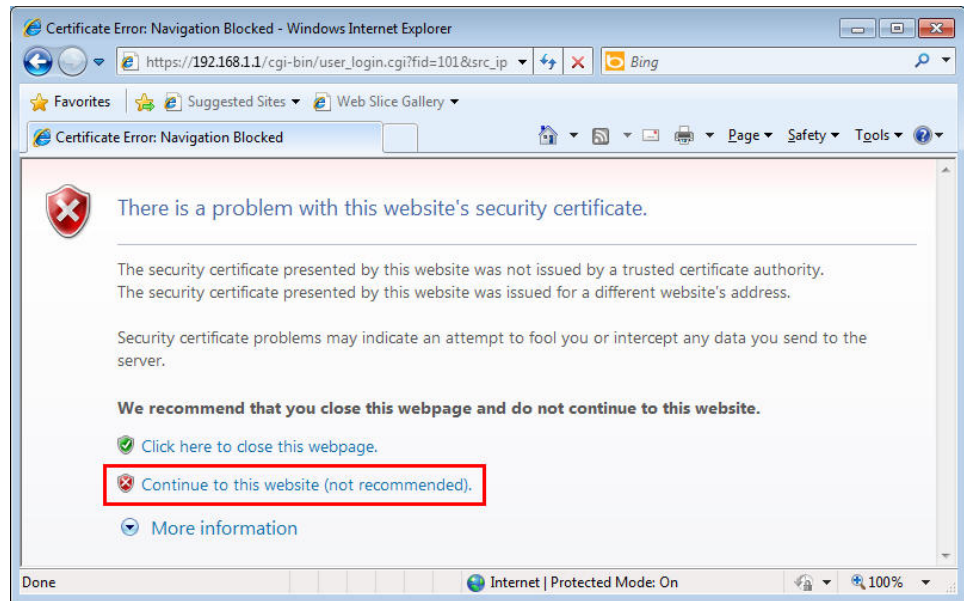 Certificate Error: Navigation Blocked - Windows Internet Explorer
https://192.168.1.1/cgi-bin/user_login.cgi?fid=101&src_ip
Bing
Favorites
Suggested Sites
Web Slice Gallery
Certificate Error: Navigation Blocked
Page
Safety
Tools
There is a problem with this website's security certificate.
The security certificate presented by this website was not issued by a trusted certificate authority.
The security certificate presented by this website was issued for a different website's address.
Security certificate problems may indicate an attempt to fool you or intercept any data you send to the
server.
We recommend that you close this webpage and do not continue to this website.
Click here to close this webpage.
Continue to this website (not recommended).
More information
Done
Internet | Protected Mode: On
100%